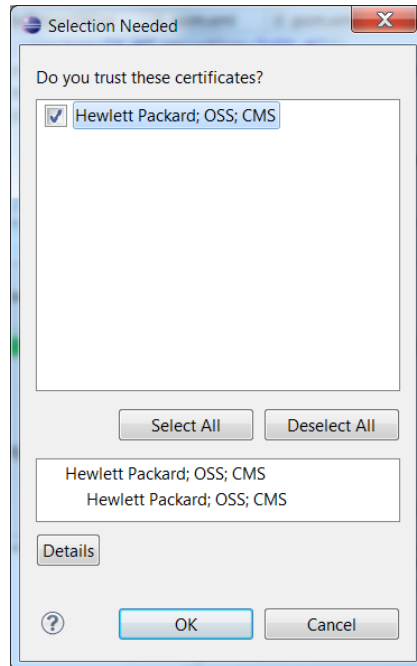 Selection Needed
Do you trust these certificates?
Hewlett Packard; OSS; CMS
Select All Deselect All
Hewlett Packard; OSS; CMS
Hewlett Packard; OSS; CMS
Details
? OK Cancel